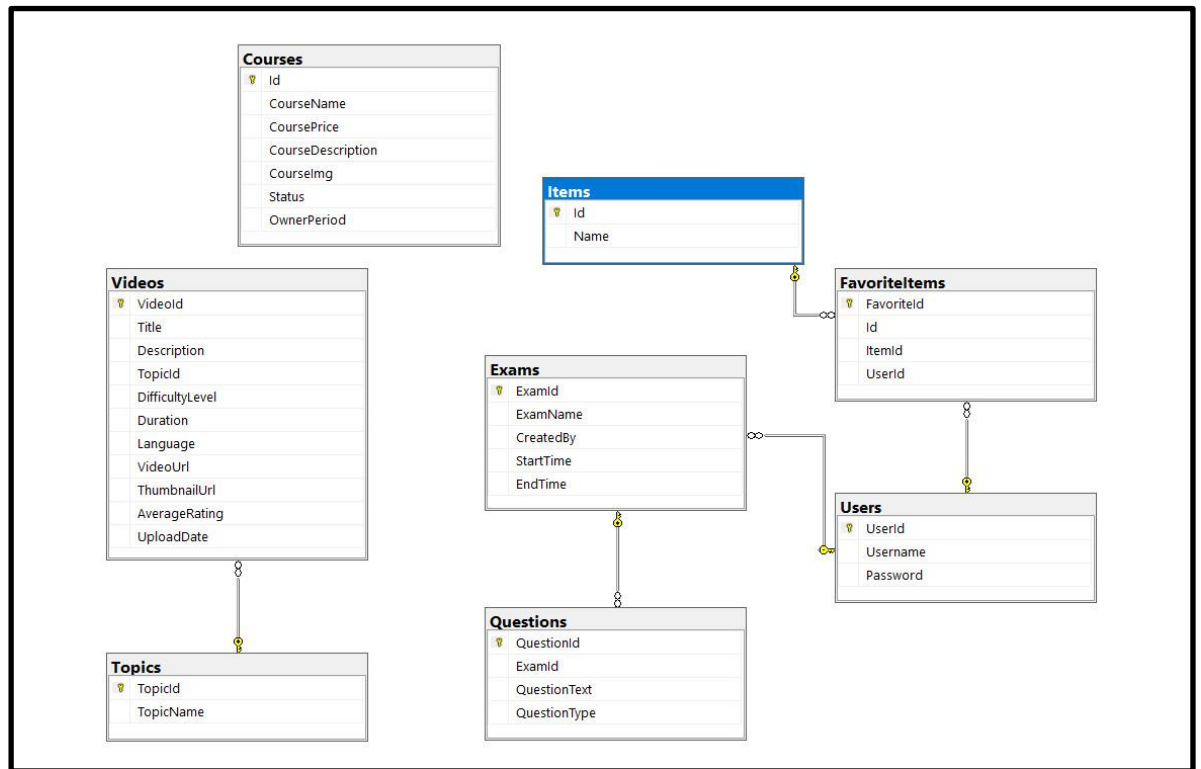 Courses
Id
CourseName
CoursePrice
CourseDescription
CourseImg
Status
OwnerPeriod
Items
Id
Name
Videos
VideoId
Title
Description
TopicId
DifficultyLevel
Duration
Language
VideoUrl
ThumbnailUrl
AverageRating
UploadDate
FavoriteItems
FavoriteId
Id
ItemId
UserId
Exams
ExamId
ExamName
CreatedBy
StartTime
EndTime
Users
UserId
Username
Password
Questions
QuestionId
ExamId
QuestionText
QuestionType
Topics
TopicId
TopicName